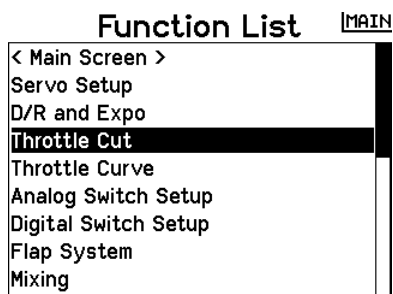 Function List
MAIN
< Main Screen >
Servo Setup
D/R and Expo
Throttle Cut
Throttle Curve
Analog Switch Setup
Digital Switch Setup
Flap System
Mixing